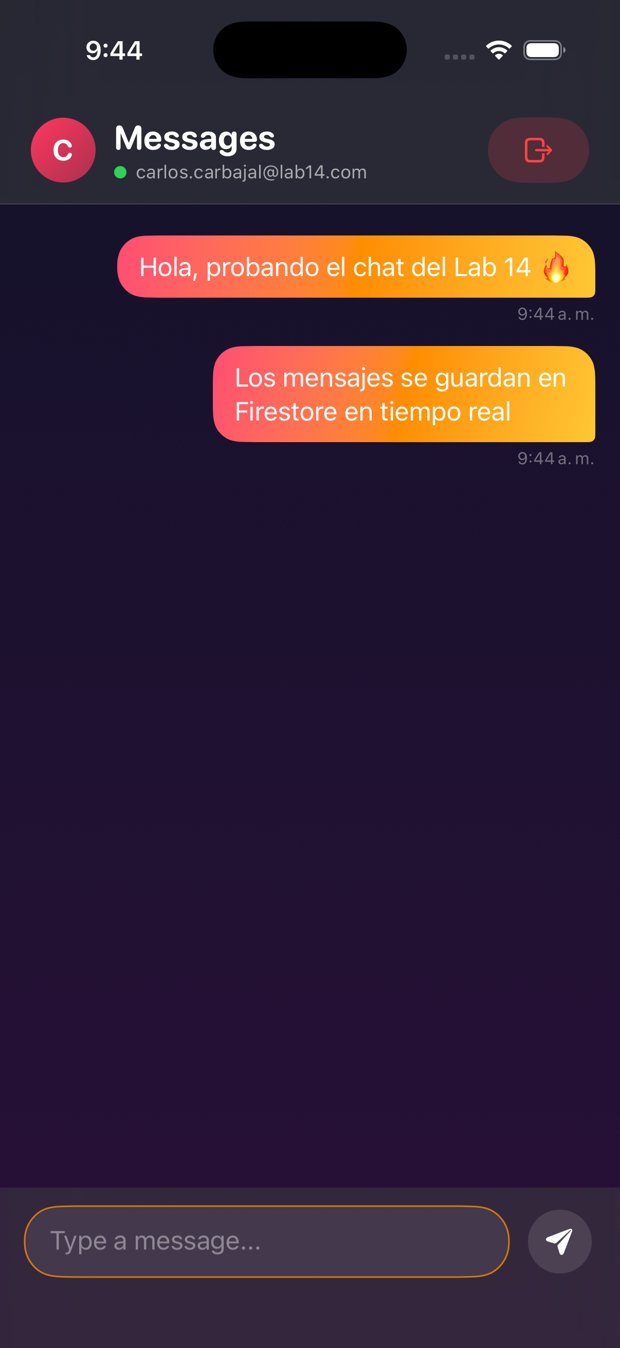 9:44
C
Messages
carlos.carbajal@lab14.com
Hola, probando el chat del Lab 14 🔥
9:44 a. m.
Los mensajes se guardan en
Firestore en tiempo real
9:44 a. m.
Type a message...